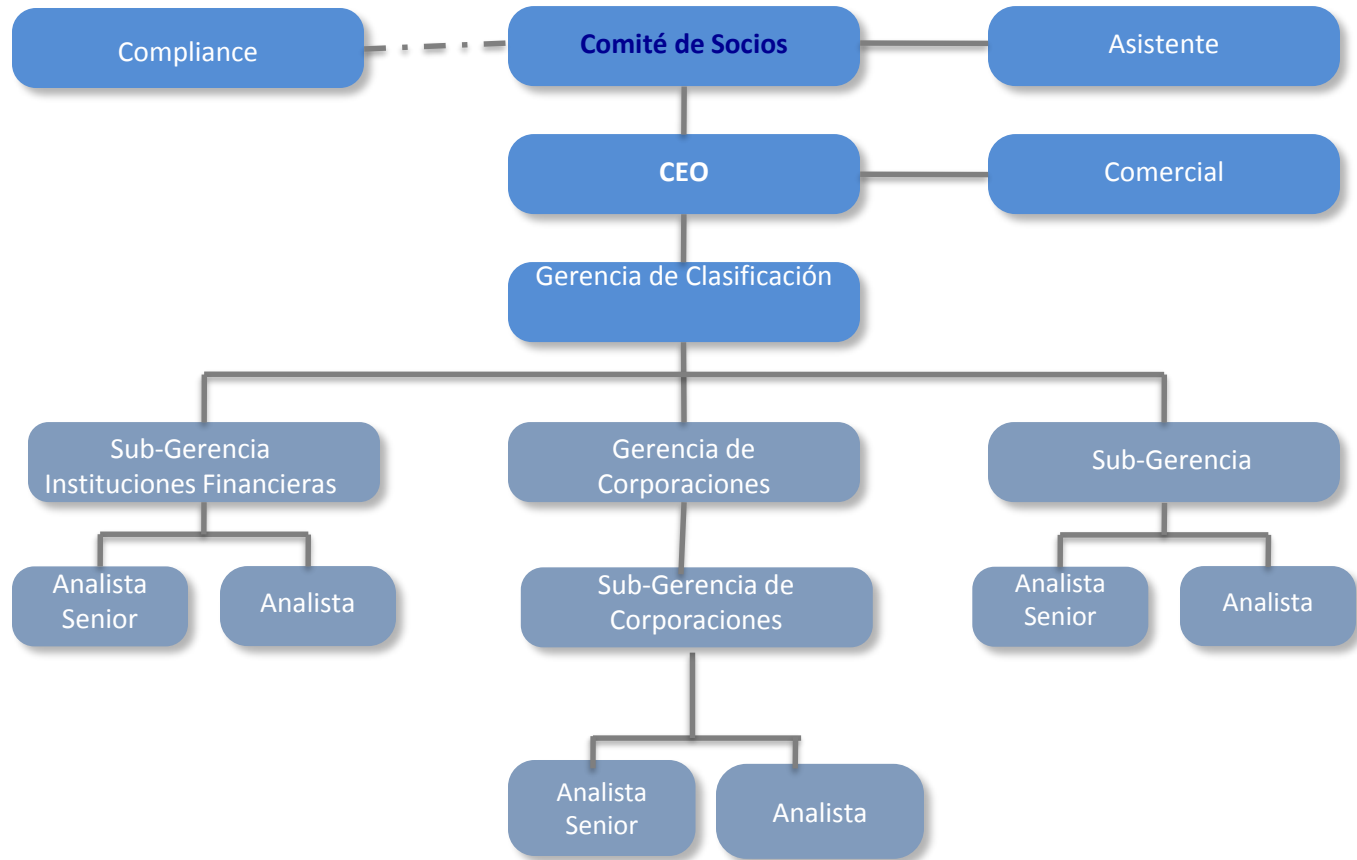 Compliance
Comité de Socios
Asistente
CEO
Comercial
Gerencia de Clasificación
Sub-Gerencia
Instituciones Financieras
Gerencia de
Corporaciones
Sub-Gerencia
Analista
Senior
Analista
Sub-Gerencia de
Corporaciones
Analista
Senior
Analista
Analista
Senior
Analista